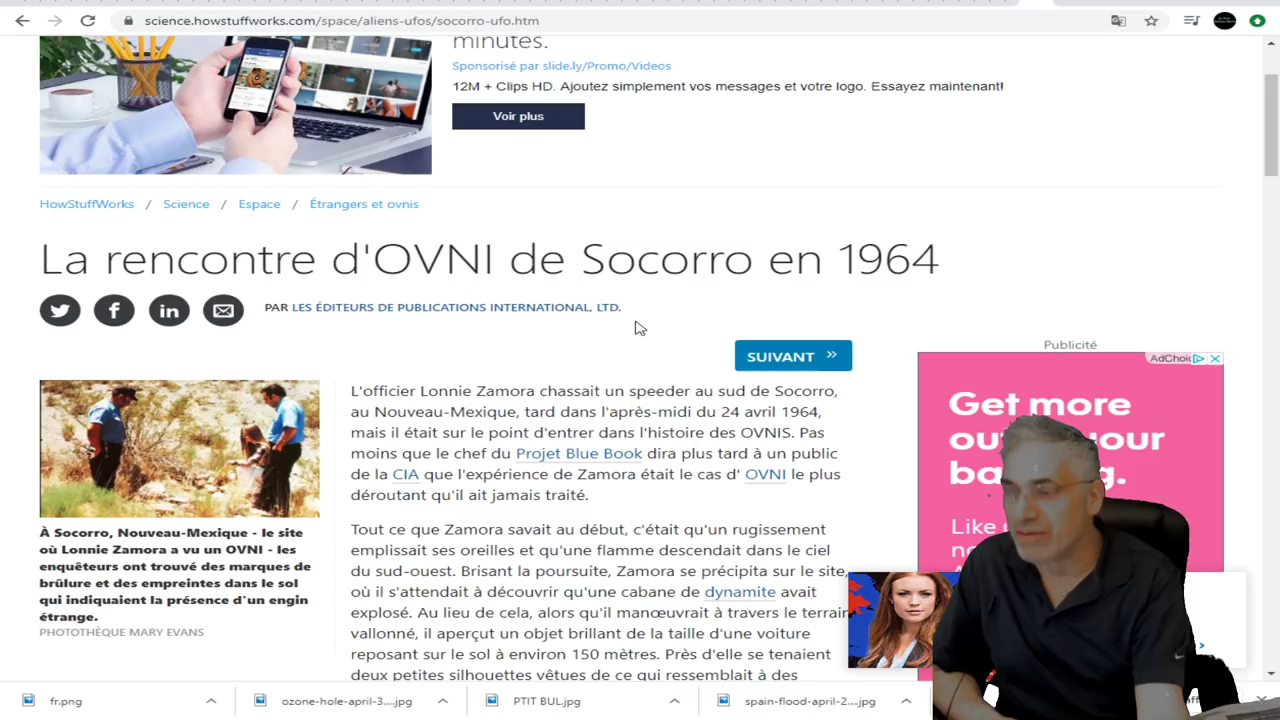 science.howstuffworks.com/space/aliens-ufos/socorro-ufo.htm
minutes.
Sponsorisé par slide.ly/Promo/Videos
12M + Clips HD. Ajoutez simplement vos messages et votre logo. Essayez maintenant!
Voir plus
HowStuffWorks / Science / Espace / Étrangers et ovnis
La rencontre d'OVNI de Socorro en 1964
PAR LES ÉDITEURS DE PUBLICATIONS INTERNATIONAL, LTD.
SUIVANT »
L'officier Lonnie Zamora chassait un speeder au sud de Socorro,
au Nouveau-Mexique, tard dans l'après-midi du 24 avril 1964,
mais il était sur le point d'entrer dans l'histoire des OVNIS. Pas
moins que le chef du Projet Blue Book dira plus tard à un public
de la CIA que l'expérience de Zamora était le cas d' OVNI le plus
déroutant qu'il ait jamais traité.
Tout ce que Zamora savait au début, c'était qu'un rugissement
emplissait ses oreilles et qu'une flamme descendait dans le ciel
du sud-ouest. Brisant la poursuite, Zamora se précipita sur le site,
où il s'attendait à découvrir qu'une cabane de dynamite avait
explosé. Au lieu de cela, alors qu'il manœuvrait à travers le terrain
vallonné, il aperçut un objet brillant de la taille d'une voiture
reposant sur le sol à environ 150 mètres. Près d'elle se tenaient
deux petites silhouettes vêtues de ce qui ressemblait à des
À Socorro, Nouveau-Mexique - le site
où Lonnie Zamora a vu un OVNI - les
enquêteurs ont trouvé des marques de
brûlure et des empreintes dans le sol
qui indiquaient la présence d'un engin
étrange.
PHOTOTHÈQUE MARY EVANS
Publicité
Get more
your
Like
fr.png
ozone-hole-april-3....jpg
PTIT BUL.jpg
spain-flood-april-2....jpg